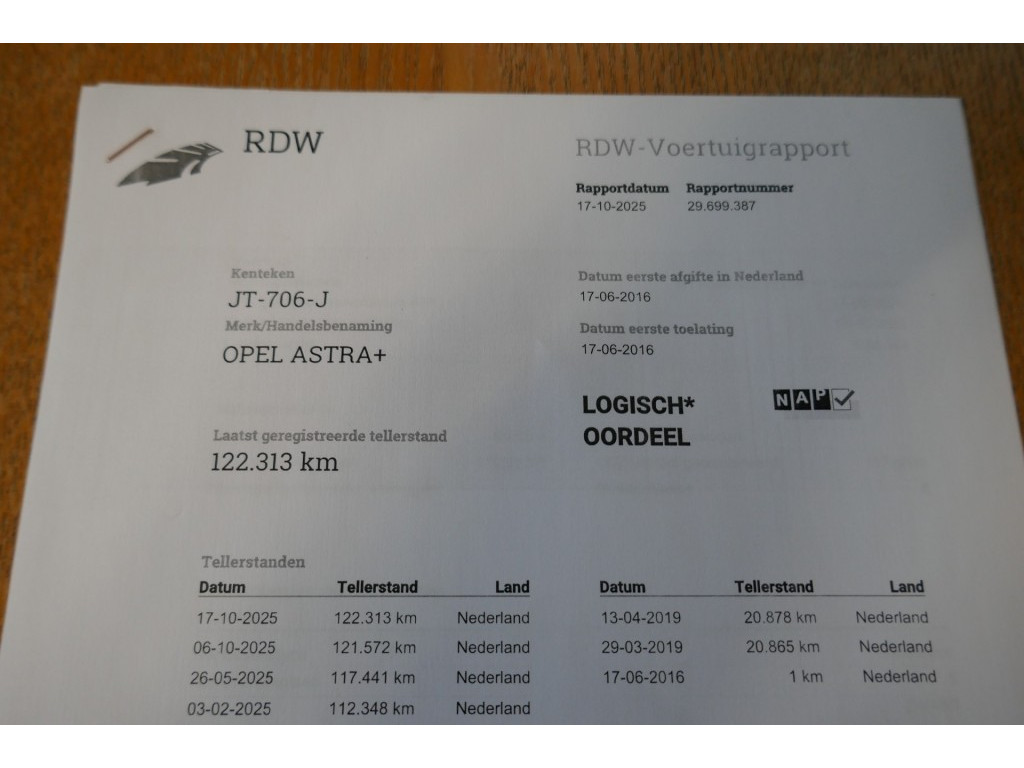 RDW
RDW-Voertuigrapport
Rapportdatum Rapportnummer
17-10-2025 29.699.387
Kenteken
JT-706-J
Merk/Handelsbenaming
OPEL ASTRA+
Datum eerste afgifte in Nederland
17-06-2016
Datum eerste toelating
17-06-2016
LOGISCH*
OORDEEL
NAP
Laatst geregistreerde tellerstand
122.313 km
Tellerstanden
Datum Tellerstand Land
17-10-2025 122.313 km Nederland
06-10-2025 121.572 km Nederland
26-05-2025 117.441 km Nederland
03-02-2025 112.348 km Nederland
Datum Tellerstand Land
13-04-2019 20.878 km Nederland
29-03-2019 20.865 km Nederland
17-06-2016 1 km Nederland